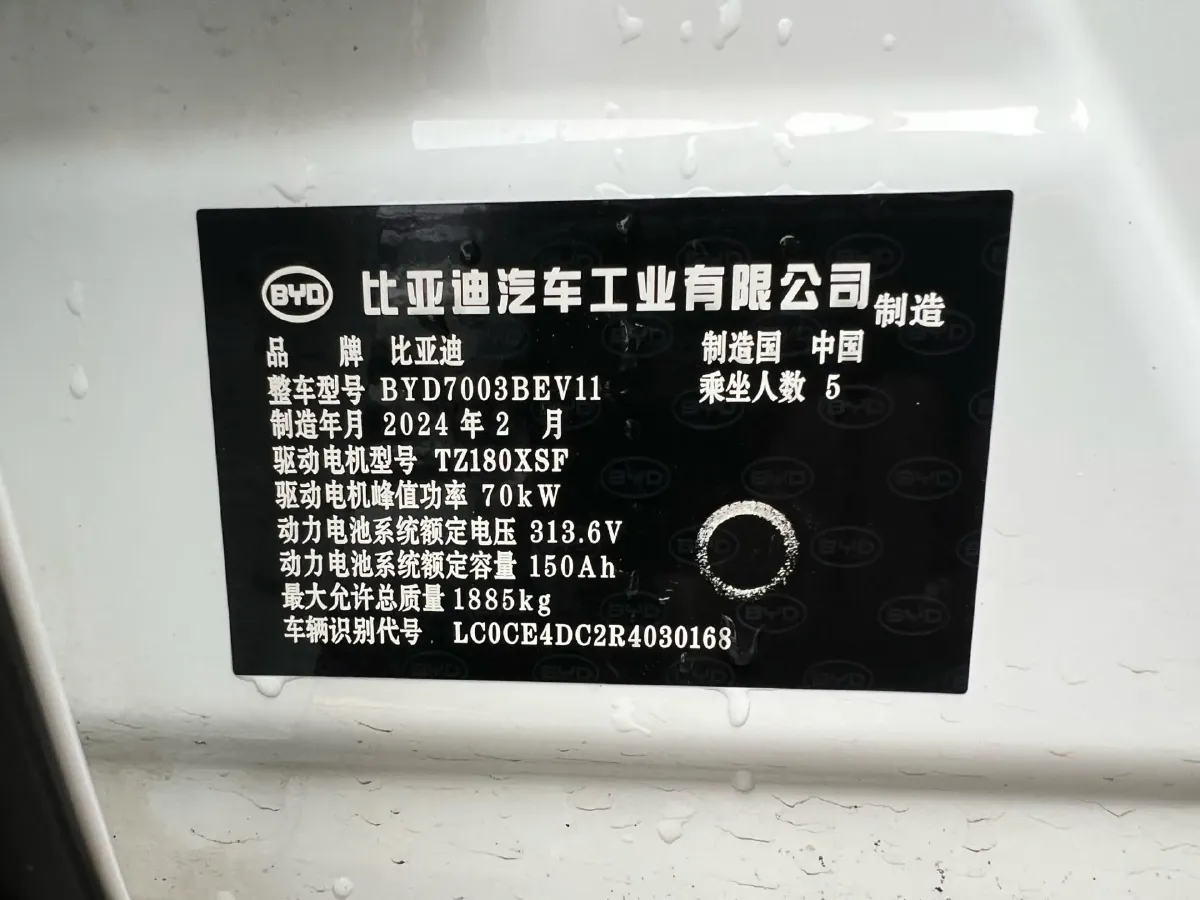 BYD 比亚迪汽车工业有限公司制造
品 牌 比亚迪 制造国 中国
整车型号 BYD7003BEV11 乘坐人数 5
制造年月 2024 年 2 月
驱动电机型号 TZ180XSF
驱动电机峰值功率 70kW
动力电池系统额定电压 313.6V
动力电池系统额定容量 150Ah
最大允许总质量 1885kg
车辆识别代号 LC0CE4DC2R4030168